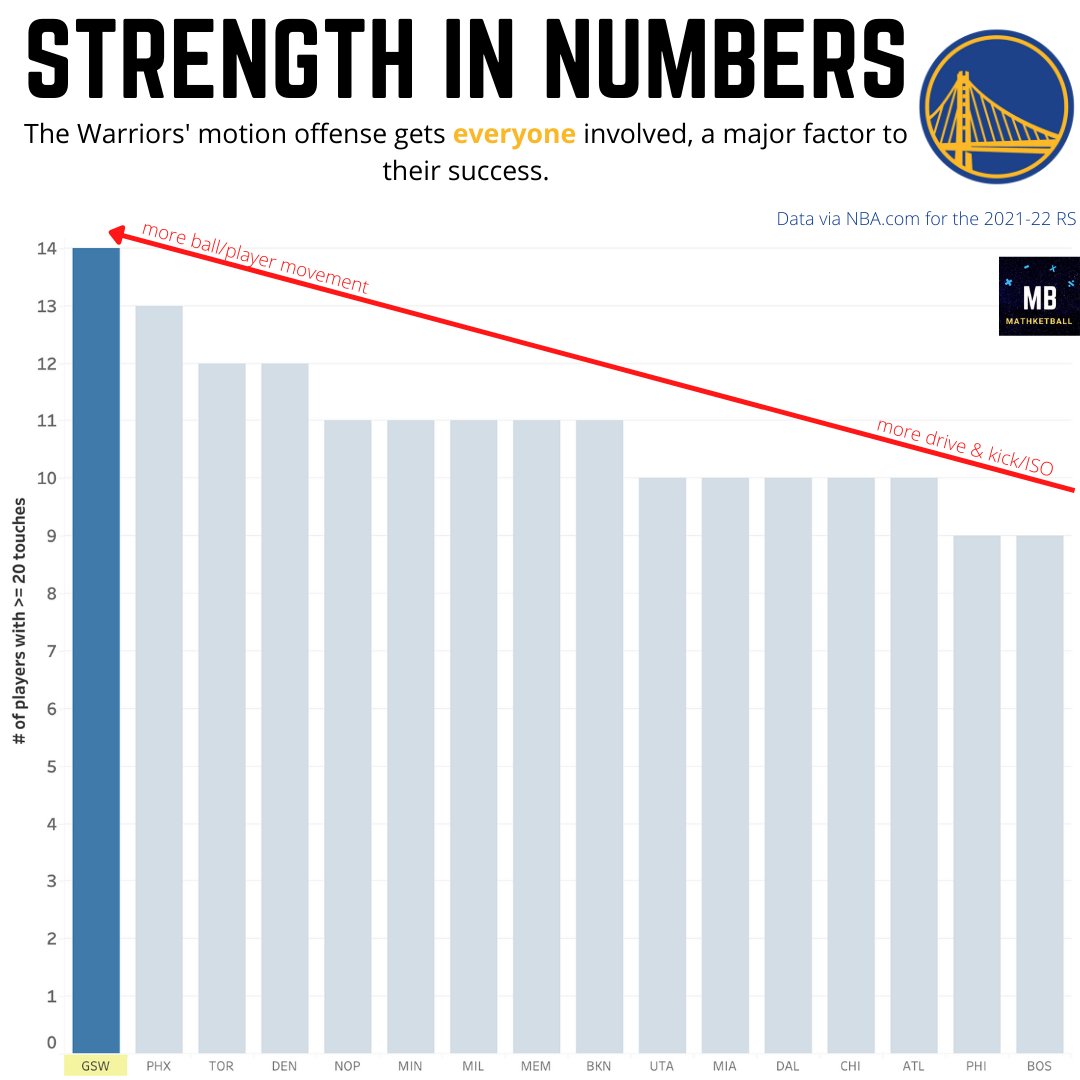 STRENGTH IN NUMBERS
The Warriors' motion offense gets everyone involved, a major factor to
their success.
Data via NBA.com for the 2021-22 RS
MB
MATHKETBALL
more ball/player movement
more drive & kick/ISO
# of players with >= 20 touches
14
13
12
11
10
9
8
7
6
5
4
3
2
1
0
GSW PHX TOR DEN NOP MIN MIL MEM BKN UTA MIA DAL CHI ATL PHI BOS